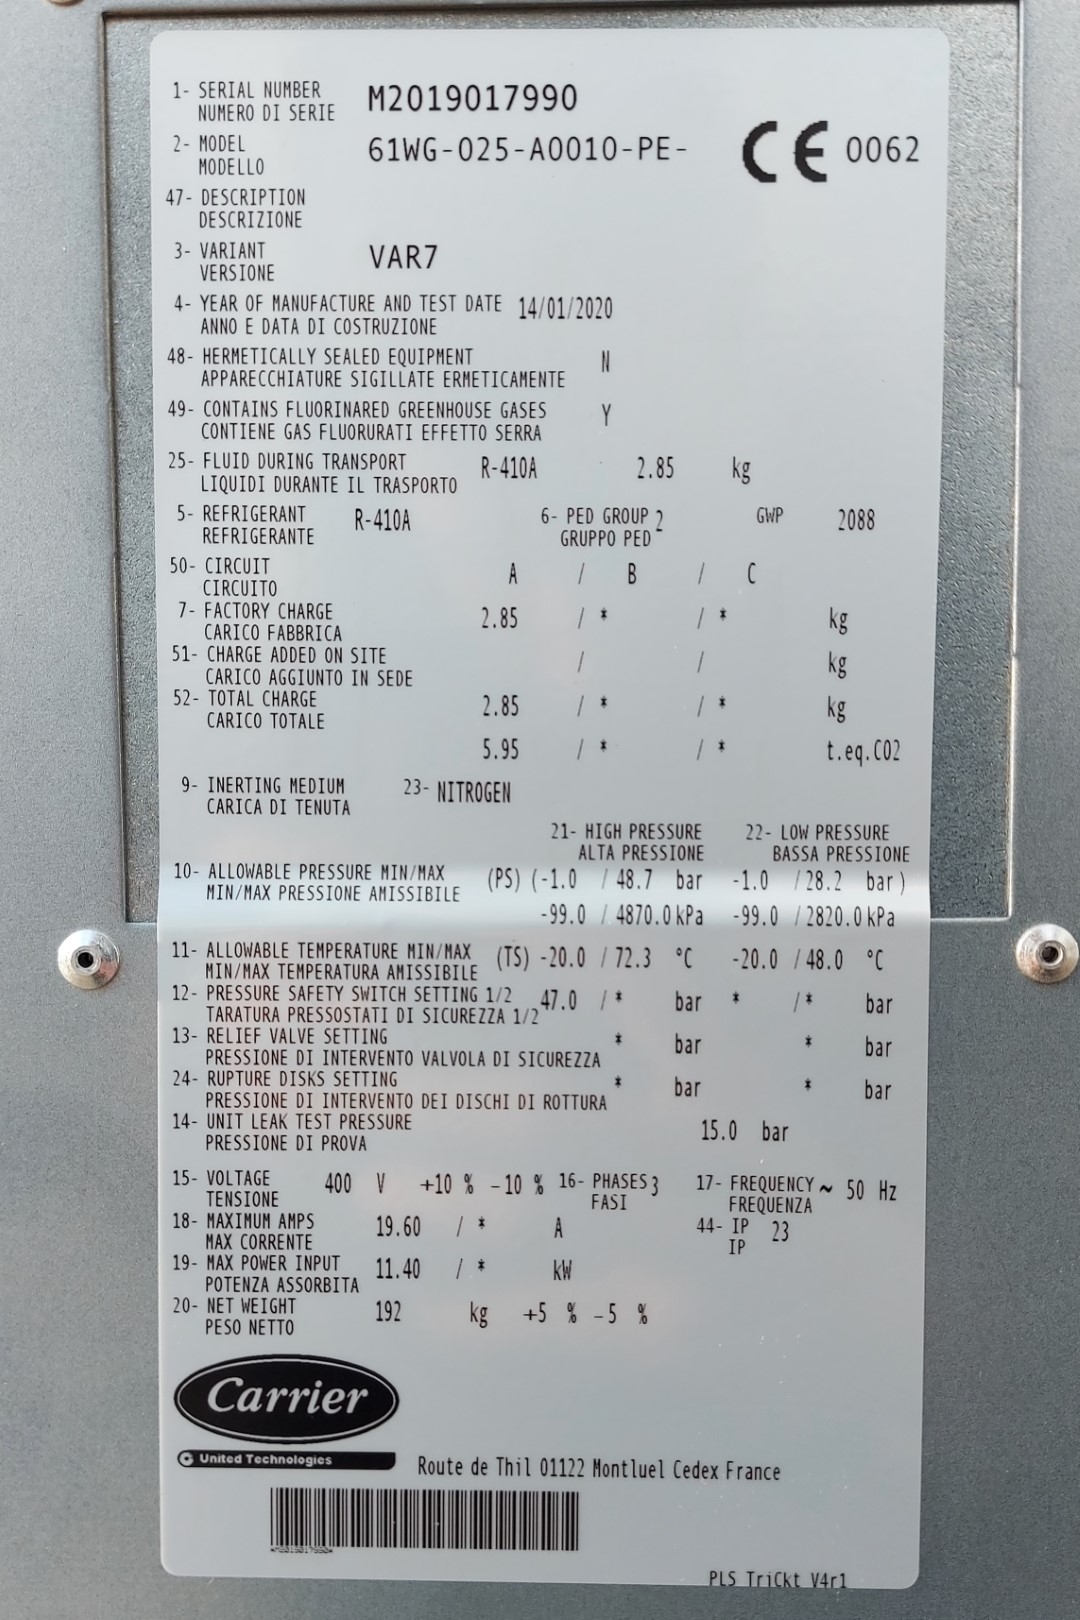 1- SERIAL NUMBER M2019017990
NUMERO DI SERIE
2- MODEL 61WG-025-A0010-PE- CE 0062
MODELLO
47- DESCRIPTION
DESCRIZIONE
3- VARIANT VAR7
VERSIONE
4- YEAR OF MANUFACTURE AND TEST DATE 14/01/2020
ANNO E DATA DI COSTRUZIONE
48- HERMETICALLY SEALED EQUIPMENT N
APPARECCHIATURE SIGILLATE ERMETICAMENTE
49- CONTAINS FLUORINARED GREENHOUSE GASES Y
CONTIENE GAS FLUORURATI EFFETTO SERRA
25- FLUID DURING TRANSPORT R-410A 2.85 kg
LIQUIDI DURANTE IL TRASPORTO
5- REFRIGERANT R-410A 6- PED GROUP 2 GWP 2088
REFRIGERANTE GRUPPO PED
50- CIRCUIT A / B / C
CIRCUITO
7- FACTORY CHARGE 2.85 / * / * kg
CARICO FABBRICA
51- CHARGE ADDED ON SITE / / kg
CARICO AGGIUNTO IN SEDE
52- TOTAL CHARGE 2.85 / * / * kg
CARICO TOTALE
5.95 / * / * t.eq.CO2
9- INERTING MEDIUM 23- NITROGEN
CARICA DI TENUTA
21- HIGH PRESSURE 22- LOW PRESSURE
ALTA PRESSIONE BASSA PRESSIONE
10- ALLOWABLE PRESSURE MIN/MAX (PS) (-1.0 / 48.7 bar -1.0 / 28.2 bar)
MIN/MAX PRESSIONE AMISSIBILE
-99.0 / 4870.0 kPa -99.0 / 2820.0 kPa
11- ALLOWABLE TEMPERATURE MIN/MAX (TS) -20.0 / 72.3 °C -20.0 / 48.0 °C
MIN/MAX TEMPERATURA AMISSIBILE
12- PRESSURE SAFETY SWITCH SETTING 1/2 47.0 / * bar * / * bar
TARATURA PRESSOSTATI DI SICUREZZA 1/2
13- RELIEF VALVE SETTING * bar * bar
PRESSIONE DI INTERVENTO VALVOLA DI SICUREZZA
24- RUPTURE DISKS SETTING * bar * bar
PRESSIONE DI INTERVENTO DEI DISCHI DI ROTTURA
14- UNIT LEAK TEST PRESSURE 15.0 bar
PRESSIONE DI PROVA
15- VOLTAGE 400 V +10 % -10 % 16- PHASES 3 17- FREQUENCY ~ 50 Hz
TENSIONE FASI FREQUENZA
18- MAXIMUM AMPS 19.60 / * A 44- IP 23
MAX CORRENTE IP
19- MAX POWER INPUT 11.40 / * kW
POTENZA ASSORBITA
20- NET WEIGHT 192 kg +5 % -5 %
PESO NETTO
Carrier
United Technologies
Route de Thil 01122 Montluel Cedex France
PLS TriCkt V4r1